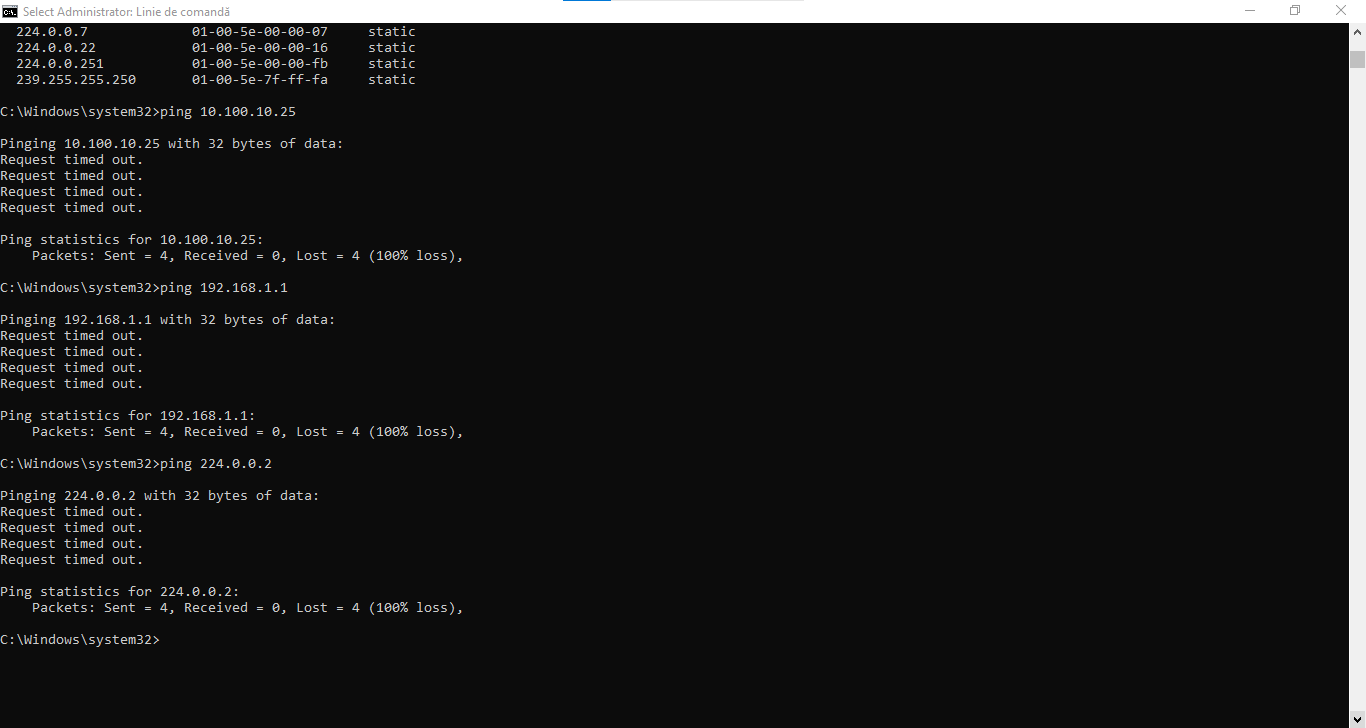 Select Administrator: Linie de comandă
224.0.0.7 01-00-5e-00-00-07 static
224.0.0.22 01-00-5e-00-00-16 static
224.0.0.251 01-00-5e-00-00-fb static
239.255.255.250 01-00-5e-7f-ff-fa static
C:\Windows\system32>ping 10.100.10.25
Pinging 10.100.10.25 with 32 bytes of data:
Request timed out.
Request timed out.
Request timed out.
Request timed out.
Ping statistics for 10.100.10.25:
Packets: Sent = 4, Received = 0, Lost = 4 (100% loss),
C:\Windows\system32>ping 192.168.1.1
Pinging 192.168.1.1 with 32 bytes of data:
Request timed out.
Request timed out.
Request timed out.
Request timed out.
Ping statistics for 192.168.1.1:
Packets: Sent = 4, Received = 0, Lost = 4 (100% loss),
C:\Windows\system32>ping 224.0.0.2
Pinging 224.0.0.2 with 32 bytes of data:
Request timed out.
Request timed out.
Request timed out.
Request timed out.
Ping statistics for 224.0.0.2:
Packets: Sent = 4, Received = 0, Lost = 4 (100% loss),
C:\Windows\system32>